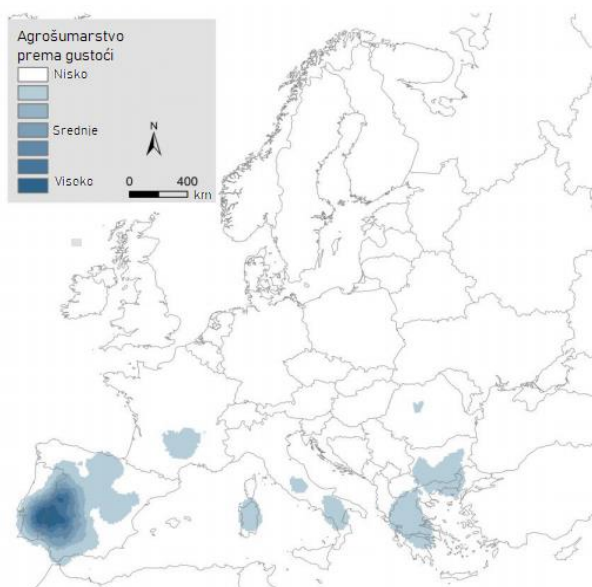 Agrošumarstvo
prema gustoći
Nisko
Srednje
Visoko
N
0 400
km